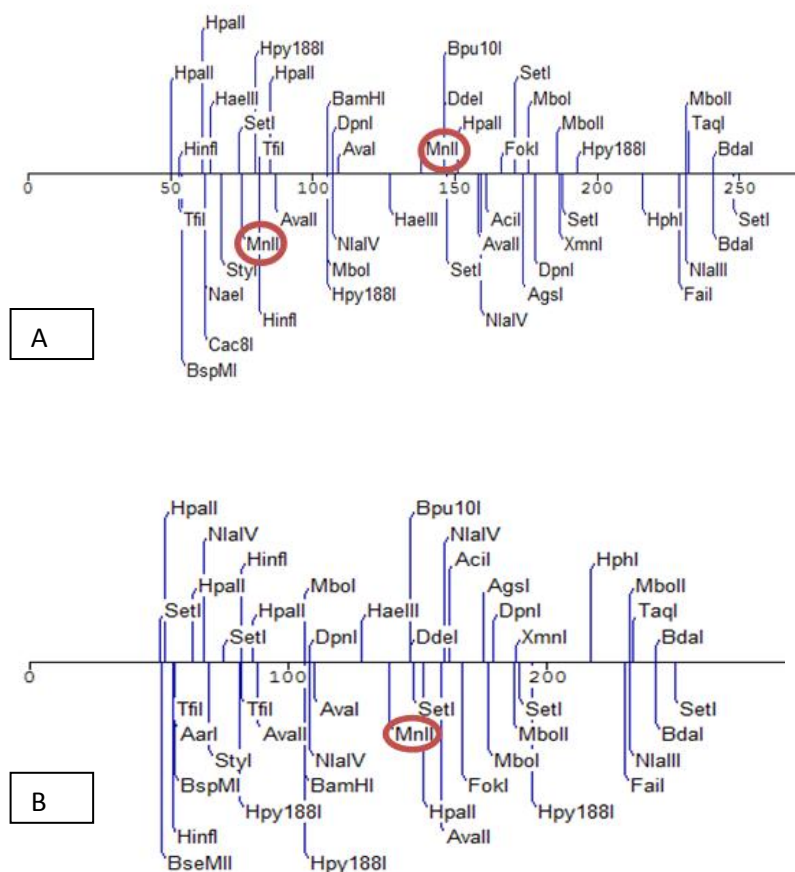 HpaII
HpaII Hpy188I Bpu10I
HpaII HpaII SetI
HaeIII BamHI DdeI MboI MboII
SetI DpnI HpaII MboII TaqI
HinfI TfiI AvaI MnlI FokI Hpy188I BdaI
0 50 100 150 200 250
TfiI AvaII HaeIII AciI SetI HphI SetI
MnlI NlaIV AvaII XmnI BdaI
StyI MboI SetI DpnI NlaIII
NaeI Hpy188I AgsI FaiI
HinfI NlaIV
A
Cac8I
BspMI
HpaII Bpu10I
NlaIV NlaIV
HinfI AciI HphI
HpaII MboI AgsI MboII
SetI HpaII HaeIII DpnI TaqI
SetI DpnI DdeI XmnI BdaI
0 100 200
TfiI TfiI AvaI SetI SetI SetI
AarI AvaII MnlI MboII BdaI
StyI NlaIV MboI NlaIII
BspMI BamHI FokI FaiI
B
Hpy188I HpaII Hpy188I
HinfI AvaII
BseMII Hpy188I